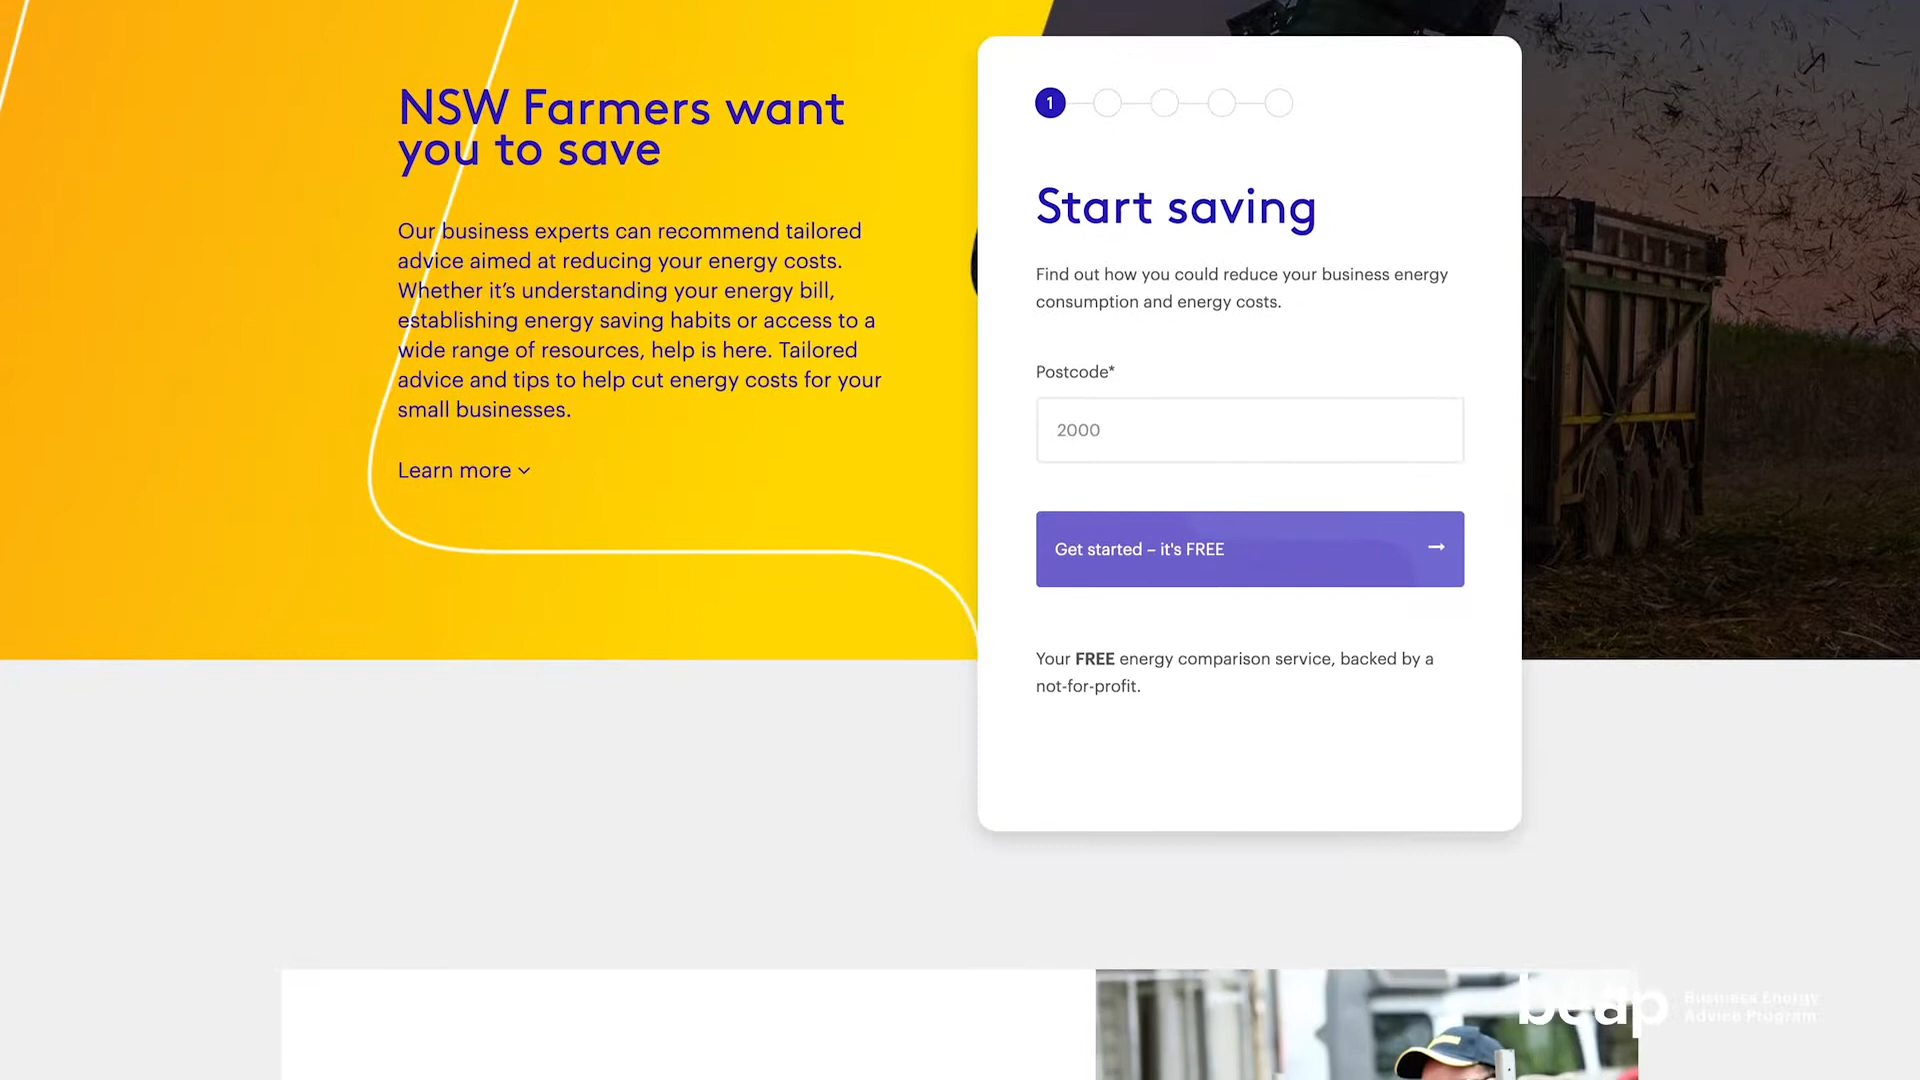 NSW Farmers want
you to save
Our business experts can recommend tailored
advice aimed at reducing your energy costs.
Whether it’s understanding your energy bill,
establishing energy saving habits or access to a
wide range of resources, help is here. Tailored
advice and tips to help cut energy costs for your
small businesses.
Learn more
1
Start saving
Find out how you could reduce your business energy
consumption and energy costs.
Postcode*
2000
Get started – it's FREE
Your FREE energy comparison service, backed by a
not-for-profit.
beap
Business Energy
Advice Program